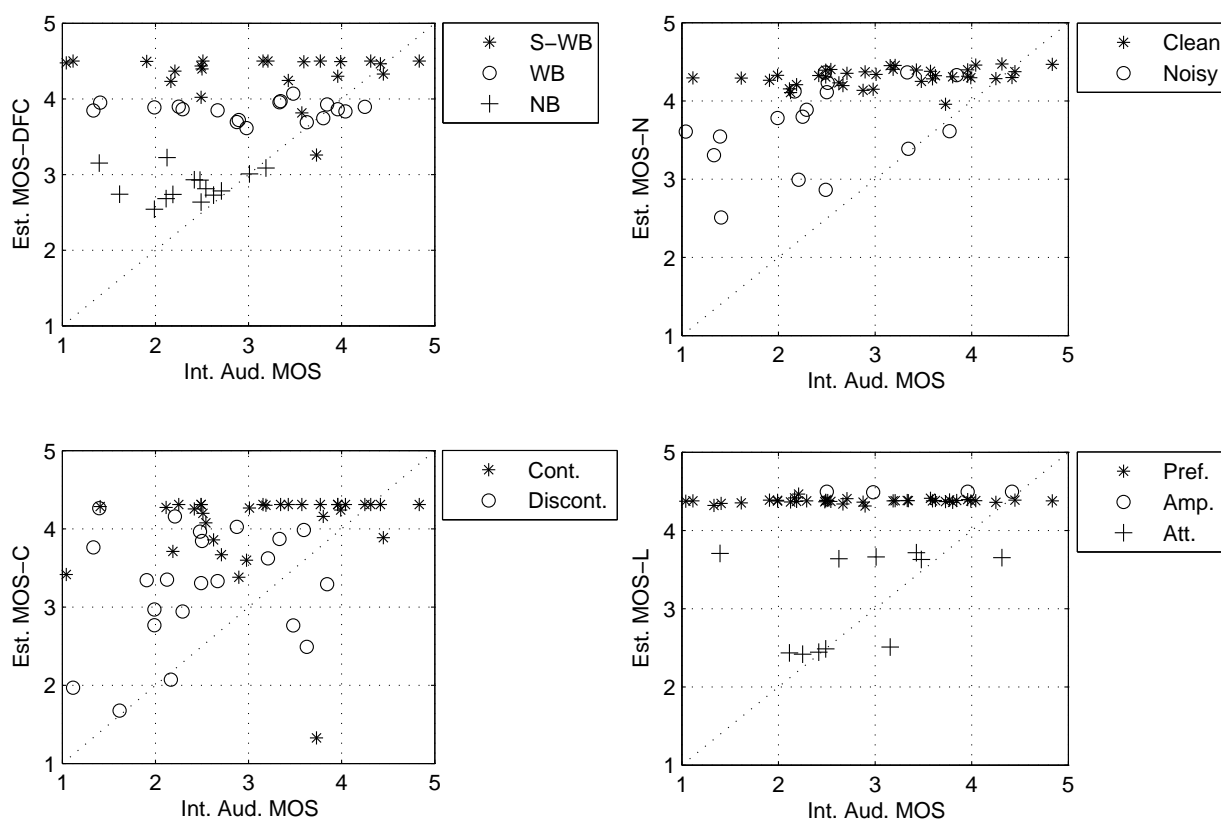 5
4
3
2
1
1 2 3 4 5
Est. MOS-DFC
Int. Aud. MOS
S-WB
WB
NB
5
4
3
2
1
1 2 3 4 5
Est. MOS-N
Int. Aud. MOS
Clean
Noisy
5
4
3
2
1
1 2 3 4 5
Est. MOS-C
Int. Aud. MOS
Cont.
Discont.
5
4
3
2
1
1 2 3 4 5
Est. MOS-L
Int. Aud. MOS
Pref.
Amp.
Att.